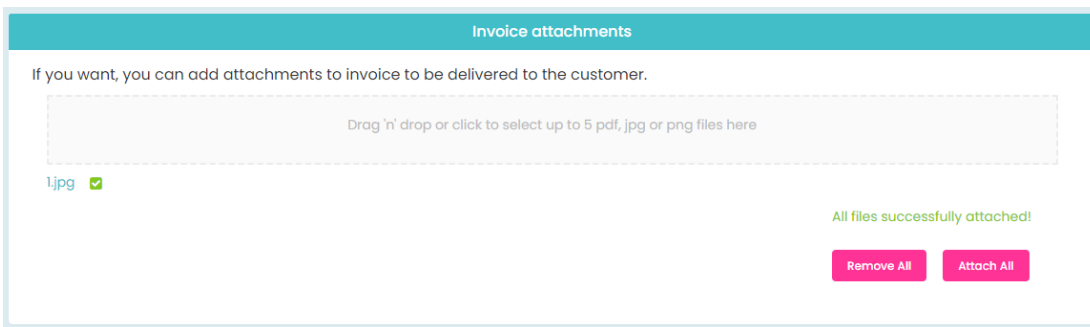 Invoice attachments
If you want, you can add attachments to invoice to be delivered to the customer.
Drag 'n' drop or click to select up to 5 pdf, jpg or png files here
1.jpg
All files successfully attached!
Remove All Attach All